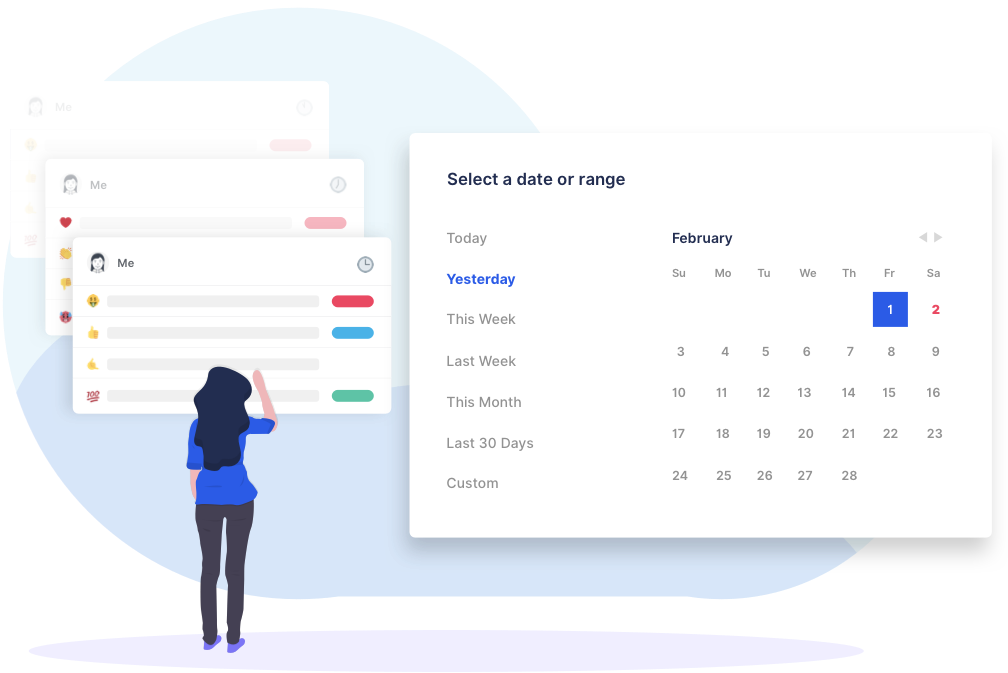 Me
Me
Me
💯
Select a date or range
Today
Yesterday
This Week
Last Week
This Month
Last 30 Days
Custom
February
Su Mo Tu We Th Fr Sa
1 2
3 4 5 6 7 8 9
10 11 12 13 14 15 16
17 18 19 20 21 22 23
24 25 26 27 28